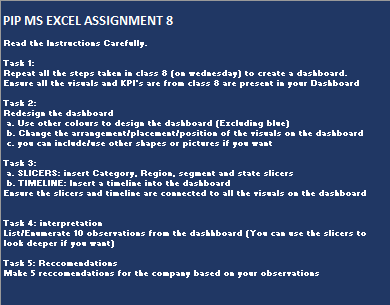 PIP MS EXCEL ASSIGNMENT 8
Read the Instructions Carefully.
Task 1:
Repeat all the steps taken in class 8 (on wednesday) to create a dashboard.
Ensure all the visuals and KPI's are from class 8 are present in your Dashboard
Task 2:
Redesign the dashboard
a. Use other colours to design the dashboard (Excluding blue)
b. Change the arrangement/placement/position of the visuals on the dashboard
c. you can include/use other shapes or pictures if you want
Task 3:
a. SLICERS: insert Category, Region, segment and state slicers
b. TIMELINE: Insert a timeline into the dashboard
Ensure the slicers and timeline are connected to all the visuals on the dashboard
Task 4: interpretation
List/Enumerate 10 observations from the dashbboard (You can use the slicers to
look deeper if you want)
Task 5: Reccomendations
Make 5 reccomendations for the company based on your observations